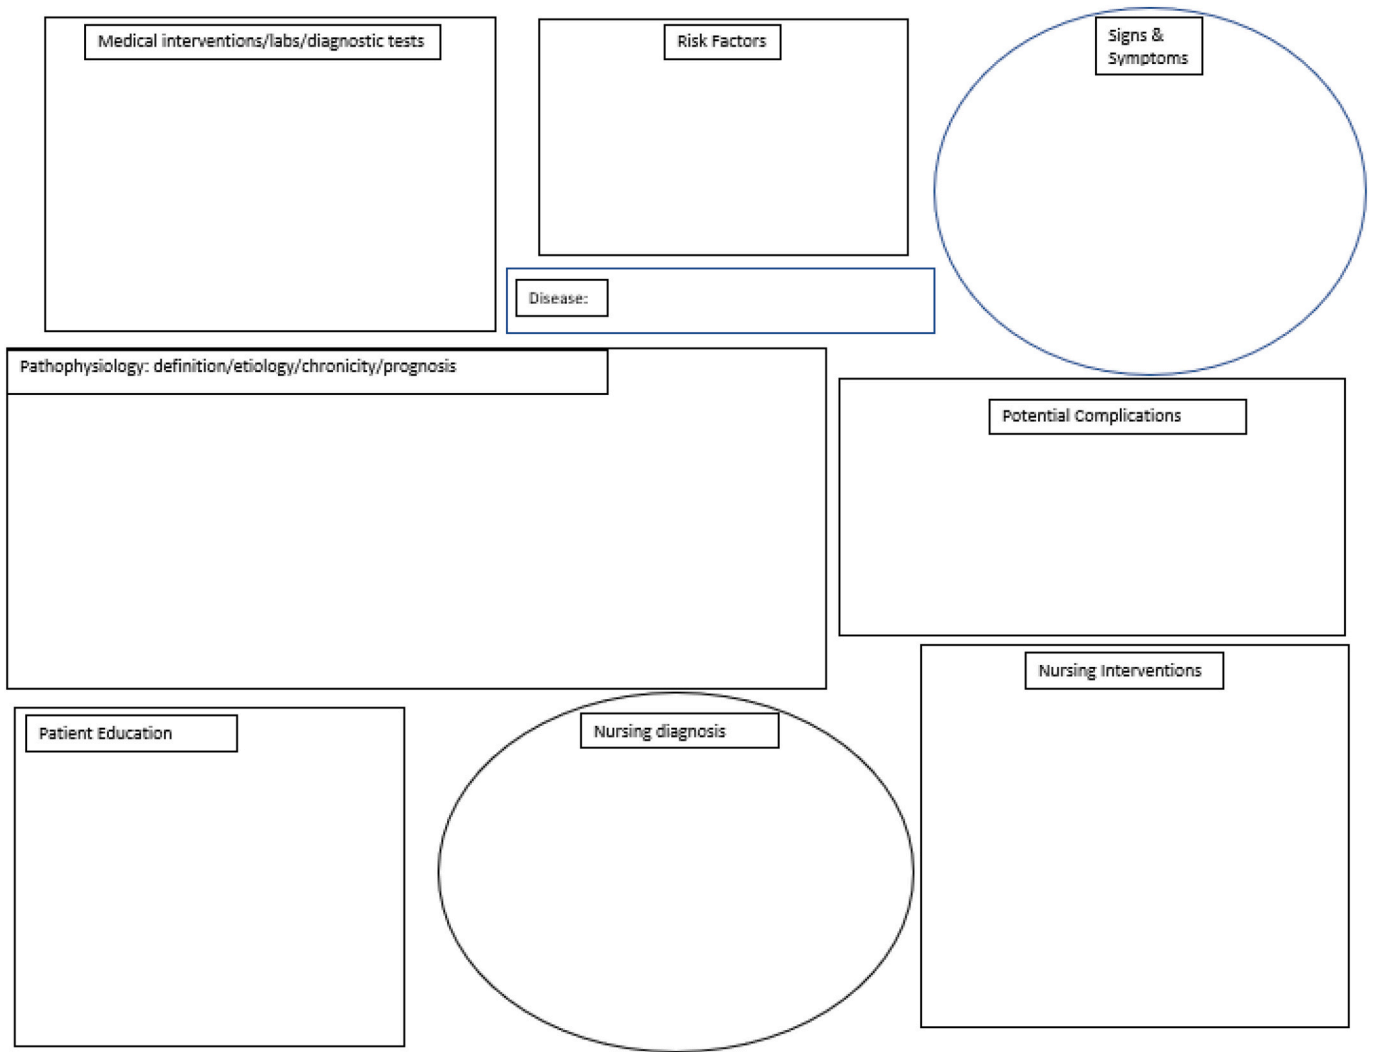 Medical interventions/labs/diagnostic tests
Risk Factors
Signs &
Symptoms
Disease:
Pathophysiology: definition/etiology/chronicity/prognosis
Potential Complications
Nursing Interventions
Patient Education
Nursing diagnosis